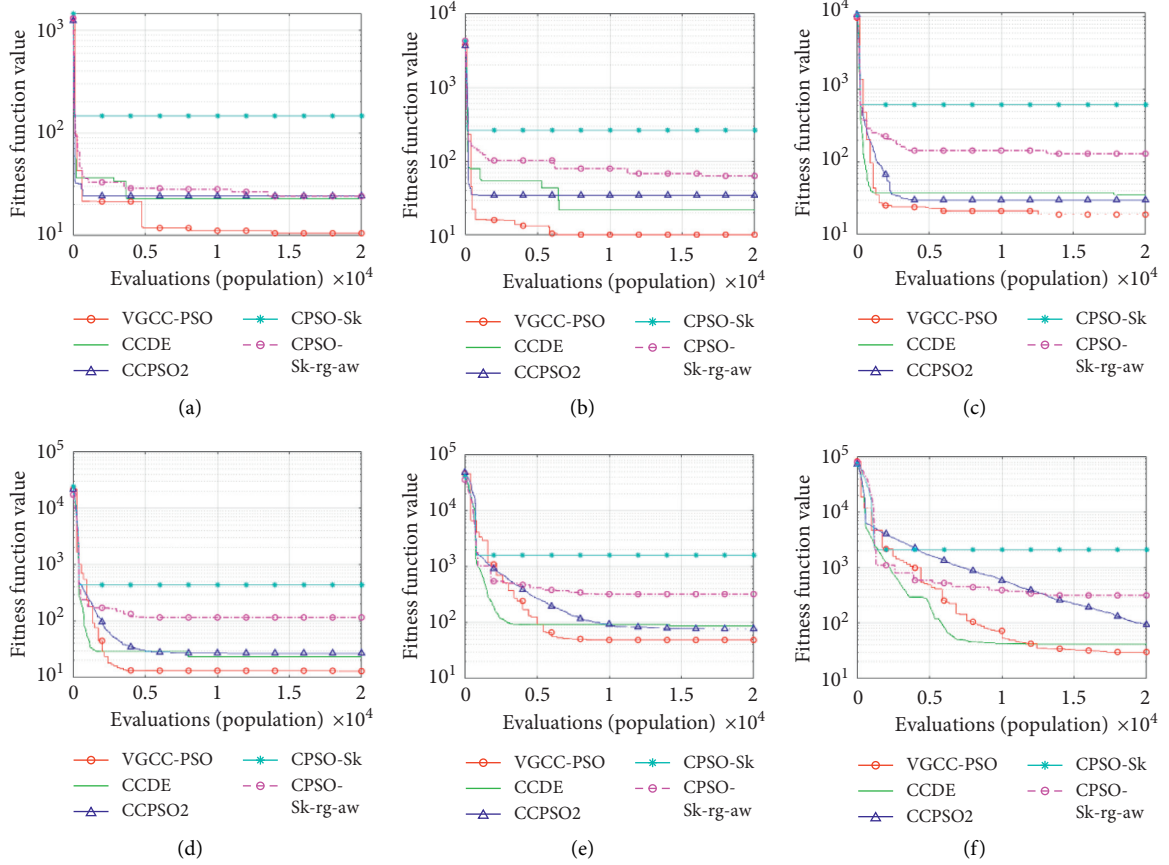 Fitness function value
10³
10²
10¹
0 0.5 1 1.5 2
Evaluations (population) ×10⁴
VGCC-PSO
CCDE
CCPSO2
CPSO-Sk
CPSO-
Sk-rg-aw
(a)
Fitness function value
10⁴
10³
10²
10¹
0 0.5 1 1.5 2
Evaluations (population) ×10⁴
VGCC-PSO
CCDE
CCPSO2
CPSO-Sk
CPSO-
Sk-rg-aw
(b)
Fitness function value
10⁴
10³
10²
10¹
0 0.5 1 1.5 2
Evaluations (population) ×10⁴
VGCC-PSO
CCDE
CCPSO2
CPSO-Sk
CPSO-
Sk-rg-aw
(c)
Fitness function value
10⁵
10⁴
10³
10²
10¹
0 0.5 1 1.5 2
Evaluations (population) ×10⁴
VGCC-PSO
CCDE
CCPSO2
CPSO-Sk
CPSO-
Sk-rg-aw
(d)
Fitness function value
10⁵
10⁴
10³
10²
10¹
0 0.5 1 1.5 2
Evaluations (population) ×10⁴
VGCC-PSO
CCDE
CCPSO2
CPSO-Sk
CPSO-
Sk-rg-aw
(e)
Fitness function value
10⁵
10⁴
10³
10²
10¹
0 0.5 1 1.5 2
Evaluations (population) ×10⁴
VGCC-PSO
CCDE
CCPSO2
CPSO-Sk
CPSO-
Sk-rg-aw
(f)